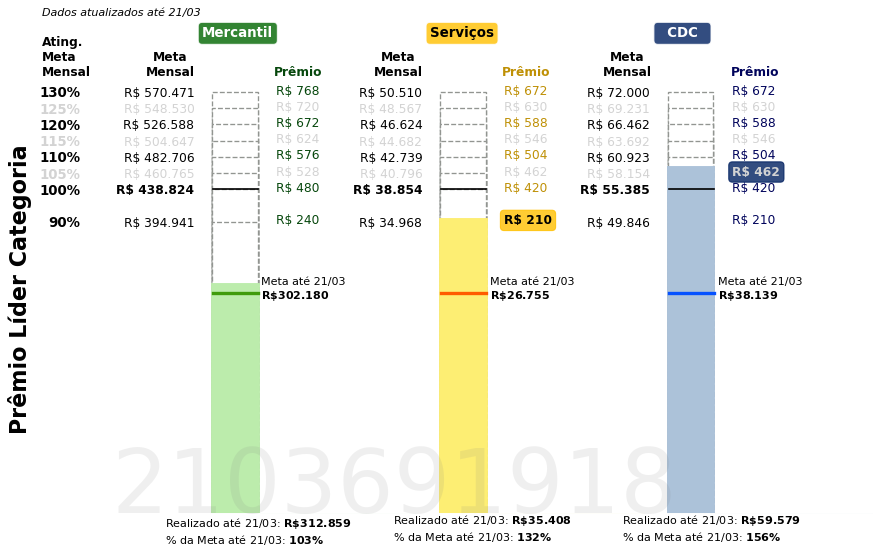 Dados atualizados até 21/03
Mercantil Serviços CDC
Ating.
Meta Meta Meta Meta
Mensal Mensal Prêmio Mensal Prêmio Mensal Prêmio
130% R$ 570.471 R$ 768 R$ 50.510 R$ 672 R$ 72.000 R$ 672
125% R$ 548.530 R$ 720 R$ 48.567 R$ 630 R$ 69.231 R$ 630
120% R$ 526.588 R$ 672 R$ 46.624 R$ 588 R$ 66.462 R$ 588
115% R$ 504.647 R$ 624 R$ 44.682 R$ 546 R$ 63.692 R$ 546
110% R$ 482.706 R$ 576 R$ 42.739 R$ 504 R$ 60.923 R$ 504
105% R$ 460.765 R$ 528 R$ 40.796 R$ 462 R$ 58.154 R$ 462
100% R$ 438.824 R$ 480 R$ 38.854 R$ 420 R$ 55.385 R$ 420
90% R$ 394.941 R$ 240 R$ 34.968 R$ 210 R$ 49.846 R$ 210
Prêmio Líder Categoria
Meta até 21/03 Meta até 21/03 Meta até 21/03
R$302.180 R$26.755 R$38.139
2103691918
Realizado até 21/03: R$312.859 Realizado até 21/03: R$35.408 Realizado até 21/03: R$59.579
% da Meta até 21/03: 103% % da Meta até 21/03: 132% % da Meta até 21/03: 156%